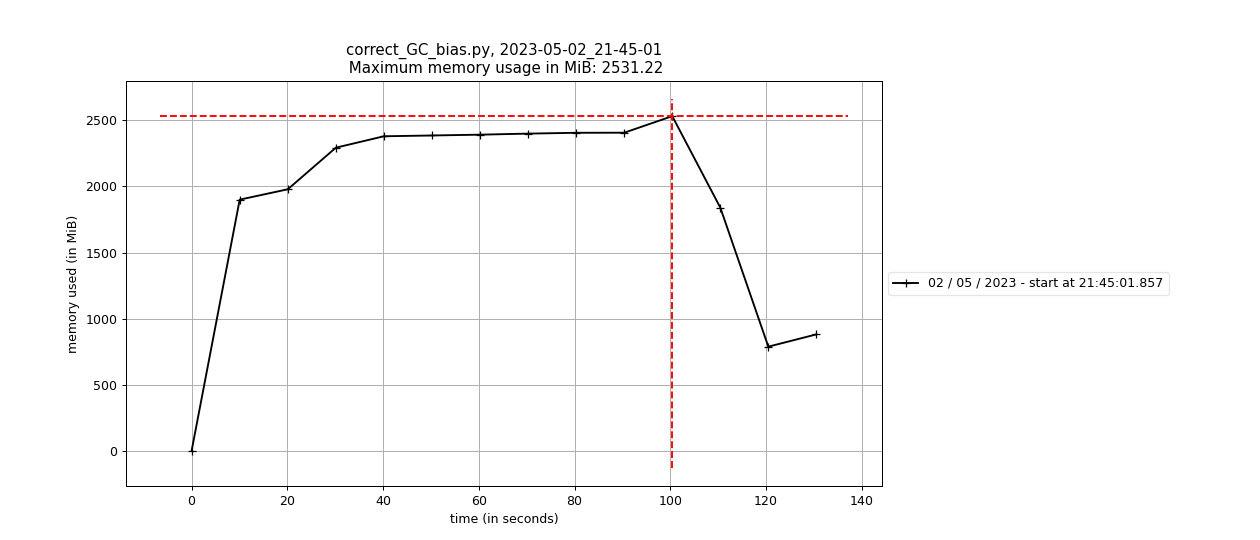 correct_GC_bias.py, 2023-05-02_21-45-01
Maximum memory usage in MiB: 2531.22
2500
2000
1500
1000
500
0
memory used (in MiB)
02 / 05 / 2023 - start at 21:45:01.857
0 20 40 60 80 100 120 140
time (in seconds)